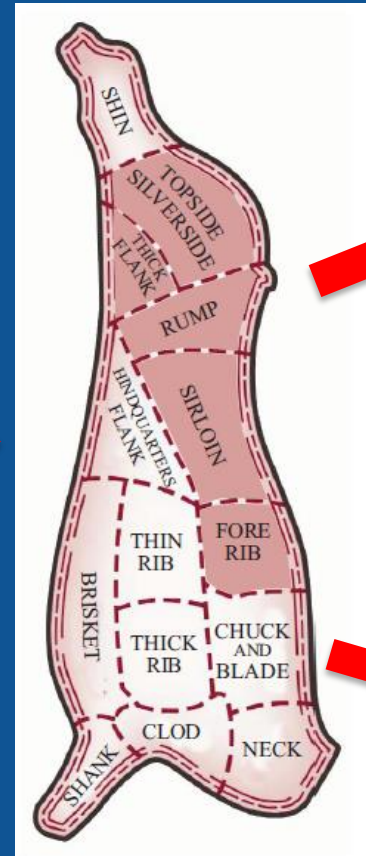 SHIN
TOPSIDE
SILVERSIDE
THICK
FLANK
RUMP
HINDQUARTERS
FLANK
SIRLOIN
THIN
RIB
FORE
RIB
BRISKET
THICK
RIB
CHUCK
AND
BLADE
CLOD
NECK
SHANK